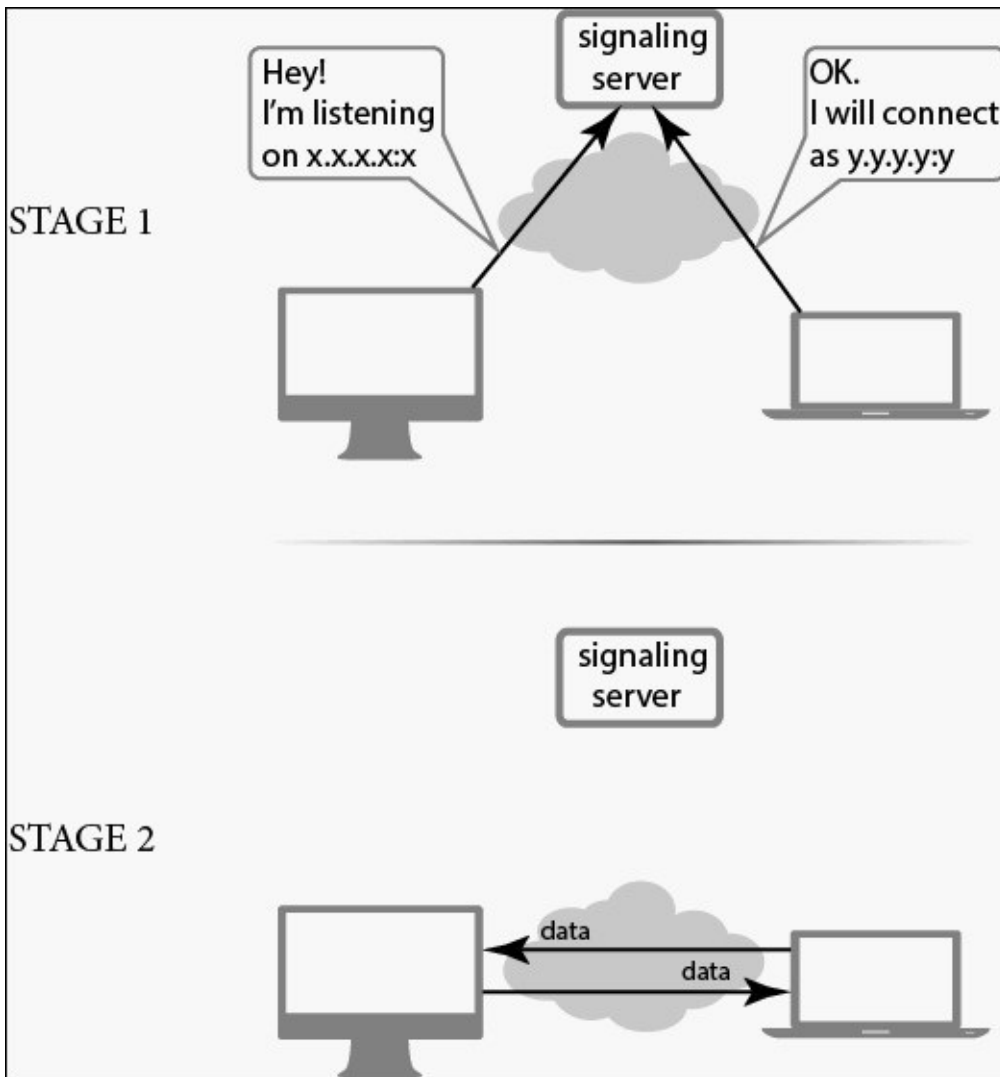 signaling
server
Hey!
I'm listening
on x.x.x.x:x
OK.
I will connect
as y.y.y.y:y
STAGE 1
signaling
server
STAGE 2
data
data